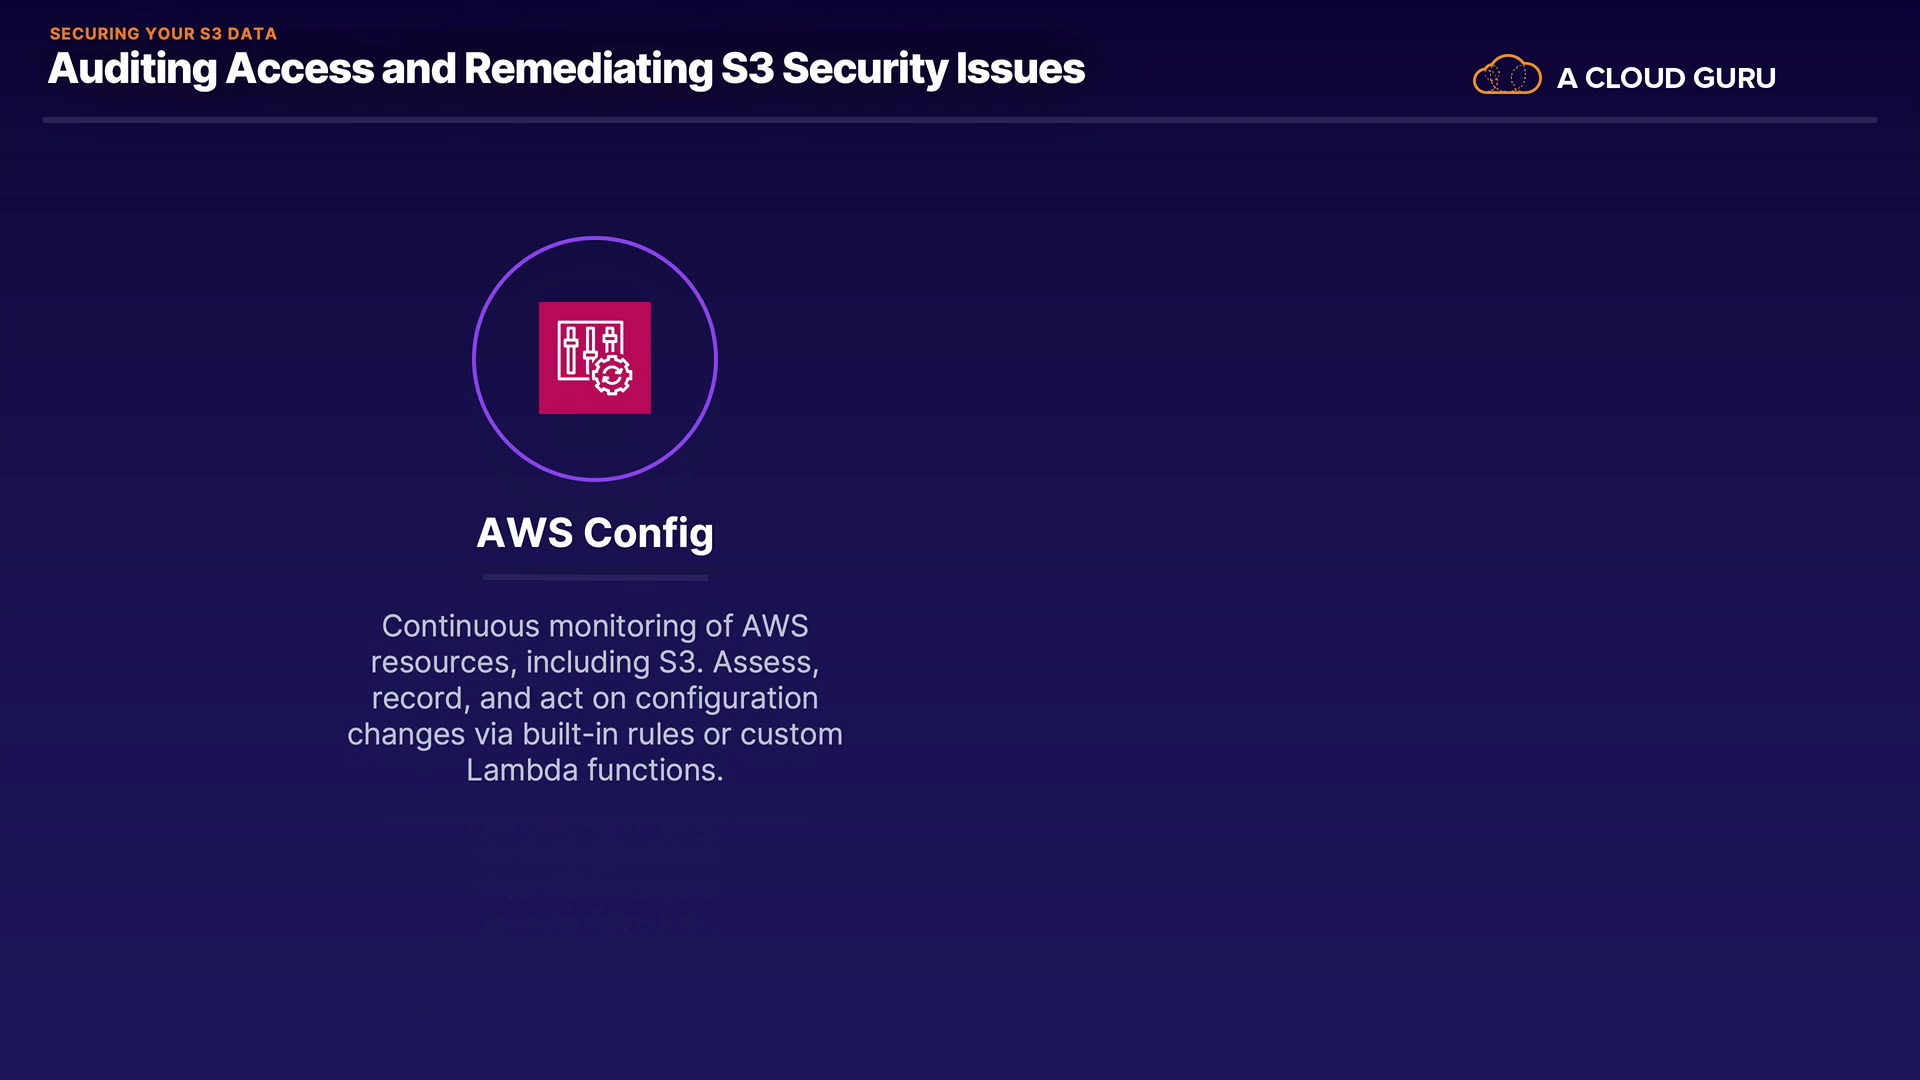 SECURING YOUR S3 DATA
Auditing Access and Remediating S3 Security Issues
A CLOUD GURU
AWS Config
Continuous monitoring of AWS
resources, including S3. Assess,
record, and act on configuration
changes via built-in rules or custom
Lambda functions.